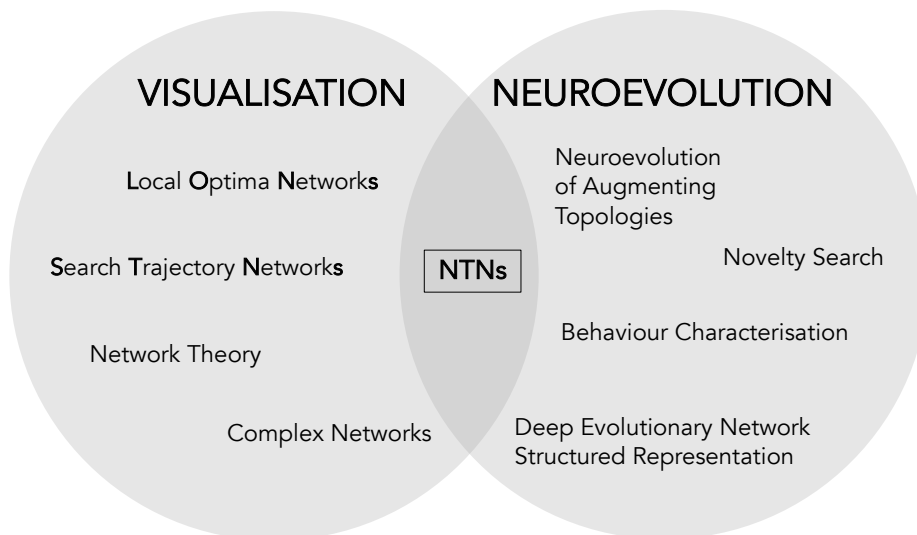 VISUALISATION
Local Optima Networks
Search Trajectory Networks
Network Theory
Complex Networks
NTNs
NEUROEVOLUTION
Neuroevolution
of Augmenting
Topologies
Novelty Search
Behaviour Characterisation
Deep Evolutionary Network
Structured Representation